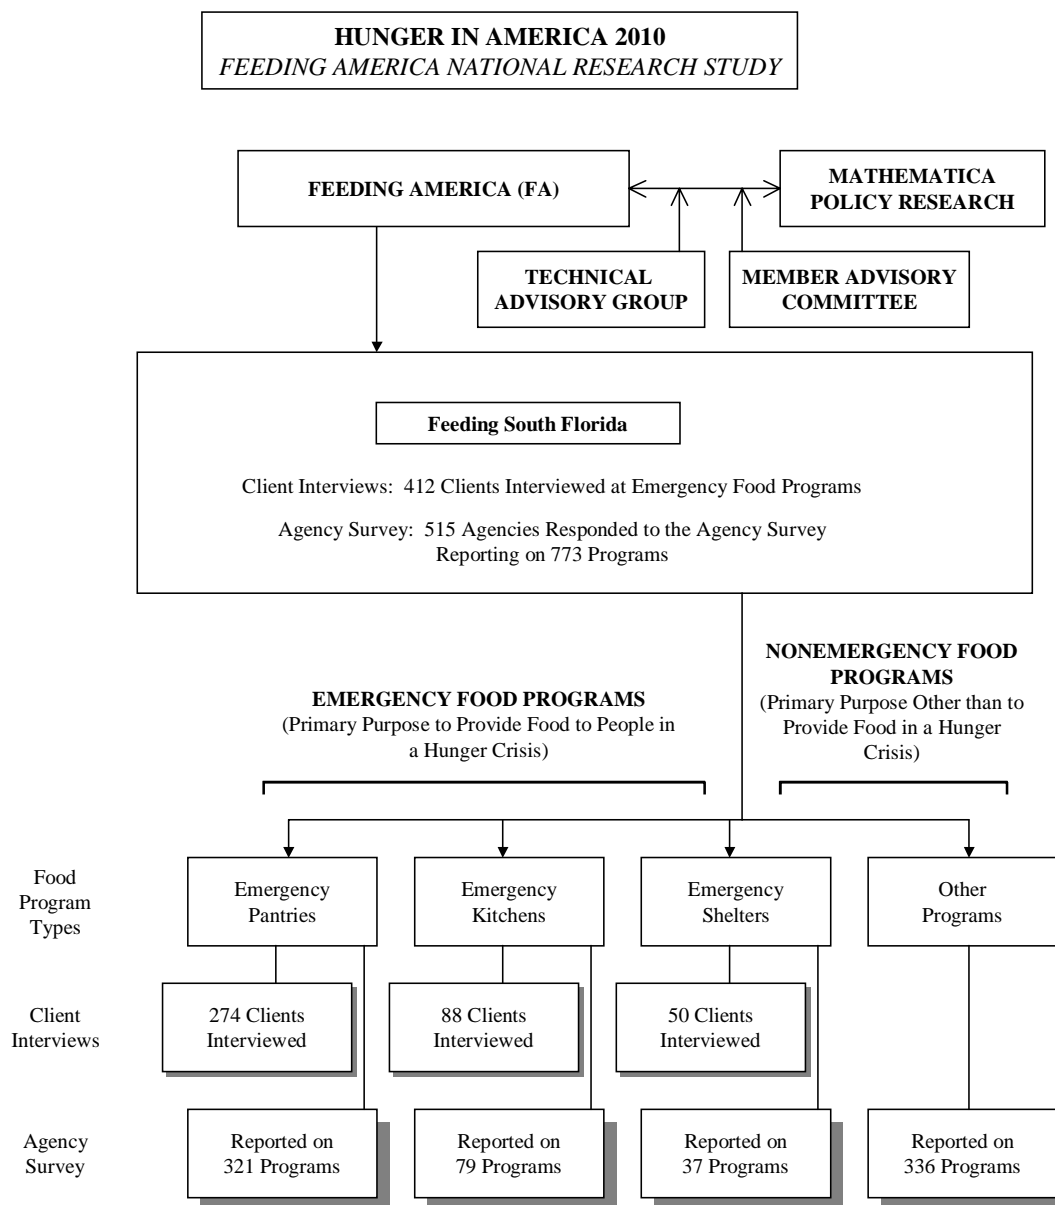 HUNGER IN AMERICA 2010
FEEDING AMERICA NATIONAL RESEARCH STUDY
FEEDING AMERICA (FA)
MATHEMATICA
POLICY RESEARCH
TECHNICAL
ADVISORY GROUP
MEMBER ADVISORY
COMMITTEE
Feeding South Florida
Client Interviews: 412 Clients Interviewed at Emergency Food Programs
Agency Survey: 515 Agencies Responded to the Agency Survey
Reporting on 773 Programs
EMERGENCY FOOD PROGRAMS
(Primary Purpose to Provide Food to People in
a Hunger Crisis)
NONEMERGENCY FOOD
PROGRAMS
(Primary Purpose Other than to
Provide Food in a Hunger
Crisis)
Food
Program
Types
Emergency
Pantries
Emergency
Kitchens
Emergency
Shelters
Other
Programs
Client
Interviews
274 Clients
Interviewed
88 Clients
Interviewed
50 Clients
Interviewed
Agency
Survey
Reported on
321 Programs
Reported on
79 Programs
Reported on
37 Programs
Reported on
336 Programs